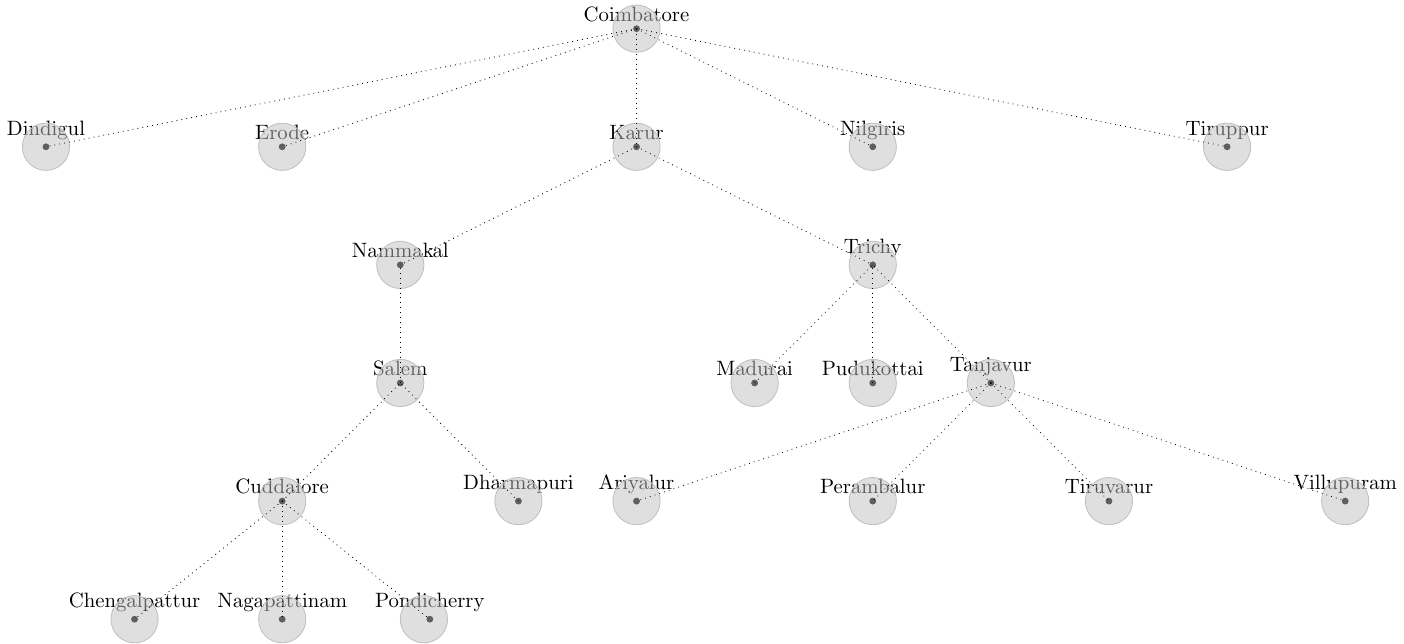 Coimbatore
Dindigul
Erode
Karur
Nilgiris
Tiruppur
Nammakal
Trichy
Salem
Madurai
Pudukottai
Tanjavur
Cuddalore
Dharmapuri
Ariyalur
Perambalur
Tiruvarur
Villupuram
Chengalpattur
Nagapattinam
Pondicherry